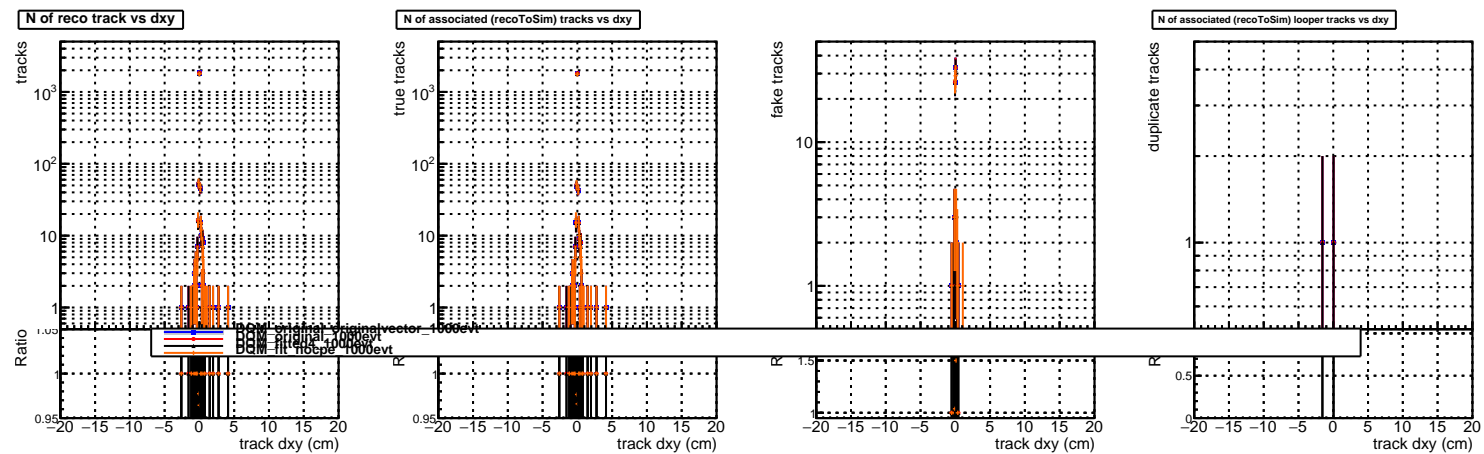 N of reco track vs dxy
N of associated (recoToSim) tracks vs dxy
N of associated (recoToSim) looper tracks vs dxy
tracks
10³
10²
10
1
true tracks
10³
10²
10
1
fake tracks
10
1
duplicate tracks
1
DQM_original_originalvector_1000evt
DQM_original_1000evt
DQM_fitted4_1000evt
DQM_fit_nocpe_1000evt
Ratio
1.05
1
0.95
−20 −15 −10 −5 0 5 10 15 20
track dxy (cm)
1
0.95
−20 −15 −10 −5 0 5 10 15 20
track dxy (cm)
1.5
1
−20 −15 −10 −5 0 5 10 15 20
track dxy (cm)
0.5
0
−20 −15 −10 −5 0 5 10 15 20
track dxy (cm)